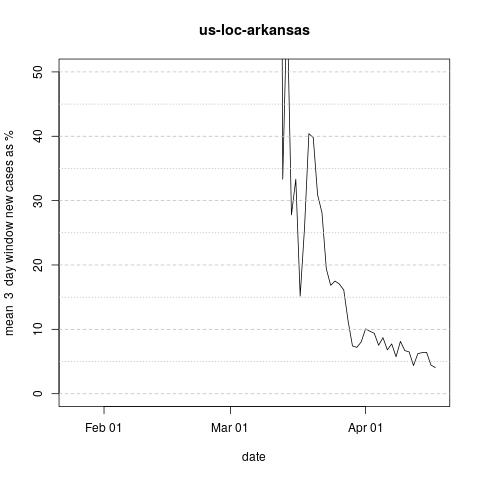 us-loc-arkansas
mean 3 day window new cases as %
50
40
30
20
10
0
Feb 01
Mar 01
Apr 01
date